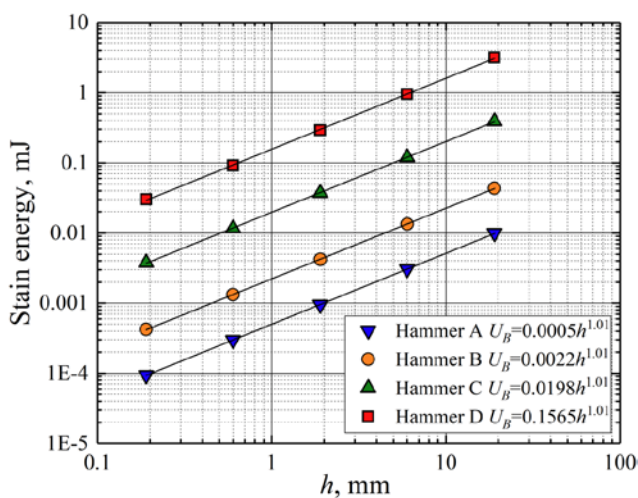 Stain energy, mJ
10
1
0.1
0.01
0.001
1E-4
1E-5
Hammer A U_B=0.0005h^1.01
Hammer B U_B=0.0022h^1.01
Hammer C U_B=0.0198h^1.01
Hammer D U_B=0.1565h^1.01
0.1 1 10 100
h, mm